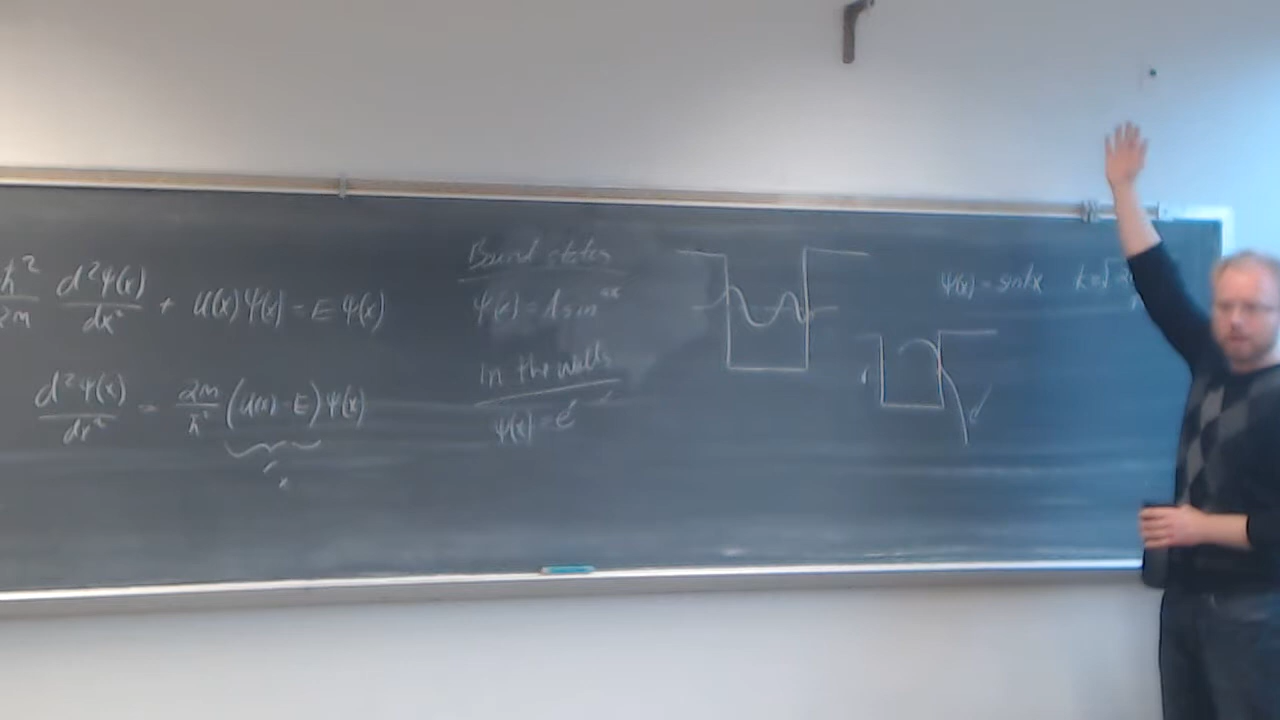 ħ²/2m d²ψ(x)/dx² + U(x)ψ(x) = Eψ(x)
d²ψ(x)/dx² = 2m/ħ² (U(x) - E)ψ(x)
Bound states
ψ(x) = A sin
in the walls
ψ(x) = e
ψ(x) = sin kx k = √